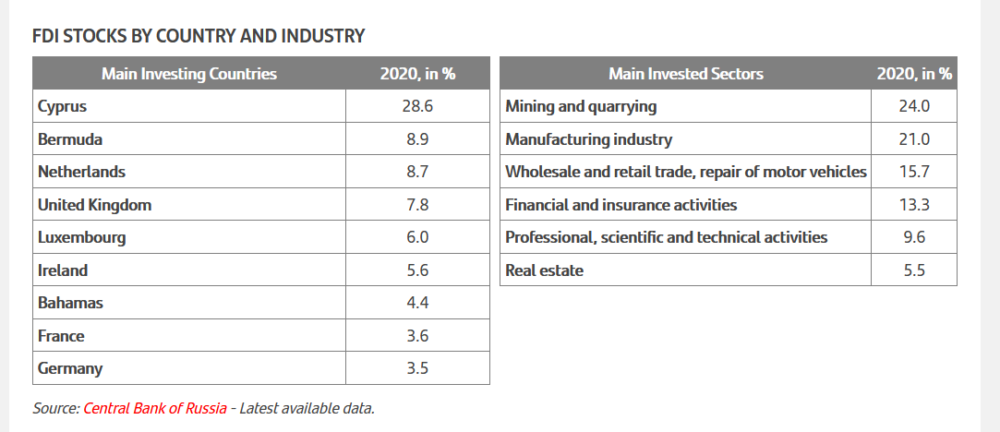 FDI STOCKS BY COUNTRY AND INDUSTRY
Main Investing Countries 2020, in %
Cyprus 28.6
Bermuda 8.9
Netherlands 8.7
United Kingdom 7.8
Luxembourg 6.0
Ireland 5.6
Bahamas 4.4
France 3.6
Germany 3.5
Main Invested Sectors 2020, in %
Mining and quarrying 24.0
Manufacturing industry 21.0
Wholesale and retail trade, repair of motor vehicles 15.7
Financial and insurance activities 13.3
Professional, scientific and technical activities 9.6
Real estate 5.5
Source: Central Bank of Russia - Latest available data.